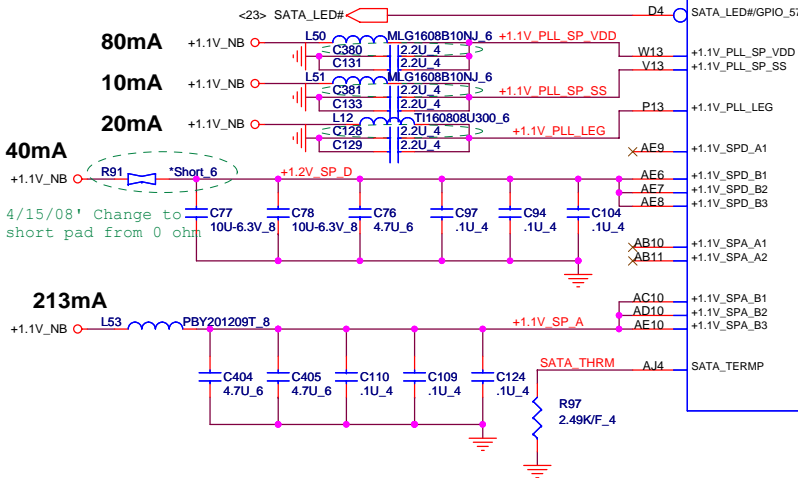 <23> SATA_LED# D4 SATA_LED#/GPIO_57
80mA +1.1V_NB L50 MLG1608B10NJ_6 +1.1V_PLL_SP_VDD
C380 2.2U_4
C131 2.2U_4
W13 +1.1V_PLL_SP_VDD
V13 +1.1V_PLL_SP_SS
10mA +1.1V_NB L51 MLG1608B10NJ_6 +1.1V_PLL_SP_SS
C381 2.2U_4
C133 2.2U_4
P13 +1.1V_PLL_LEG
20mA +1.1V_NB L12 TI160808U300_6 +1.1V_PLL_LEG
C128 2.2U_4
C129 2.2U_4
40mA
AE9 +1.1V_SPD_A1
+1.1V_NB R91 *Short_6 +1.2V_SP_D
AE6 +1.1V_SPD_B1
AE7 +1.1V_SPD_B2
AE8 +1.1V_SPD_B3
4/15/08' Change to
short pad from 0 ohm
C77 10U-6.3V_8
C78 10U-6.3V_8
C76 4.7U_6
C97 .1U_4
C94 .1U_4
C104 .1U_4
AB10 +1.1V_SPA_A1
AB11 +1.1V_SPA_A2
213mA
+1.1V_NB L53 PBY201209T_8 +1.1V_SP_A
AC10 +1.1V_SPA_B1
AD10 +1.1V_SPA_B2
AE10 +1.1V_SPA_B3
C404 4.7U_6
C405 4.7U_6
C110 .1U_4
C109 .1U_4
C124 .1U_4
SATA_THRM AJ4 SATA_TERMP
R97
2.49K/F_4